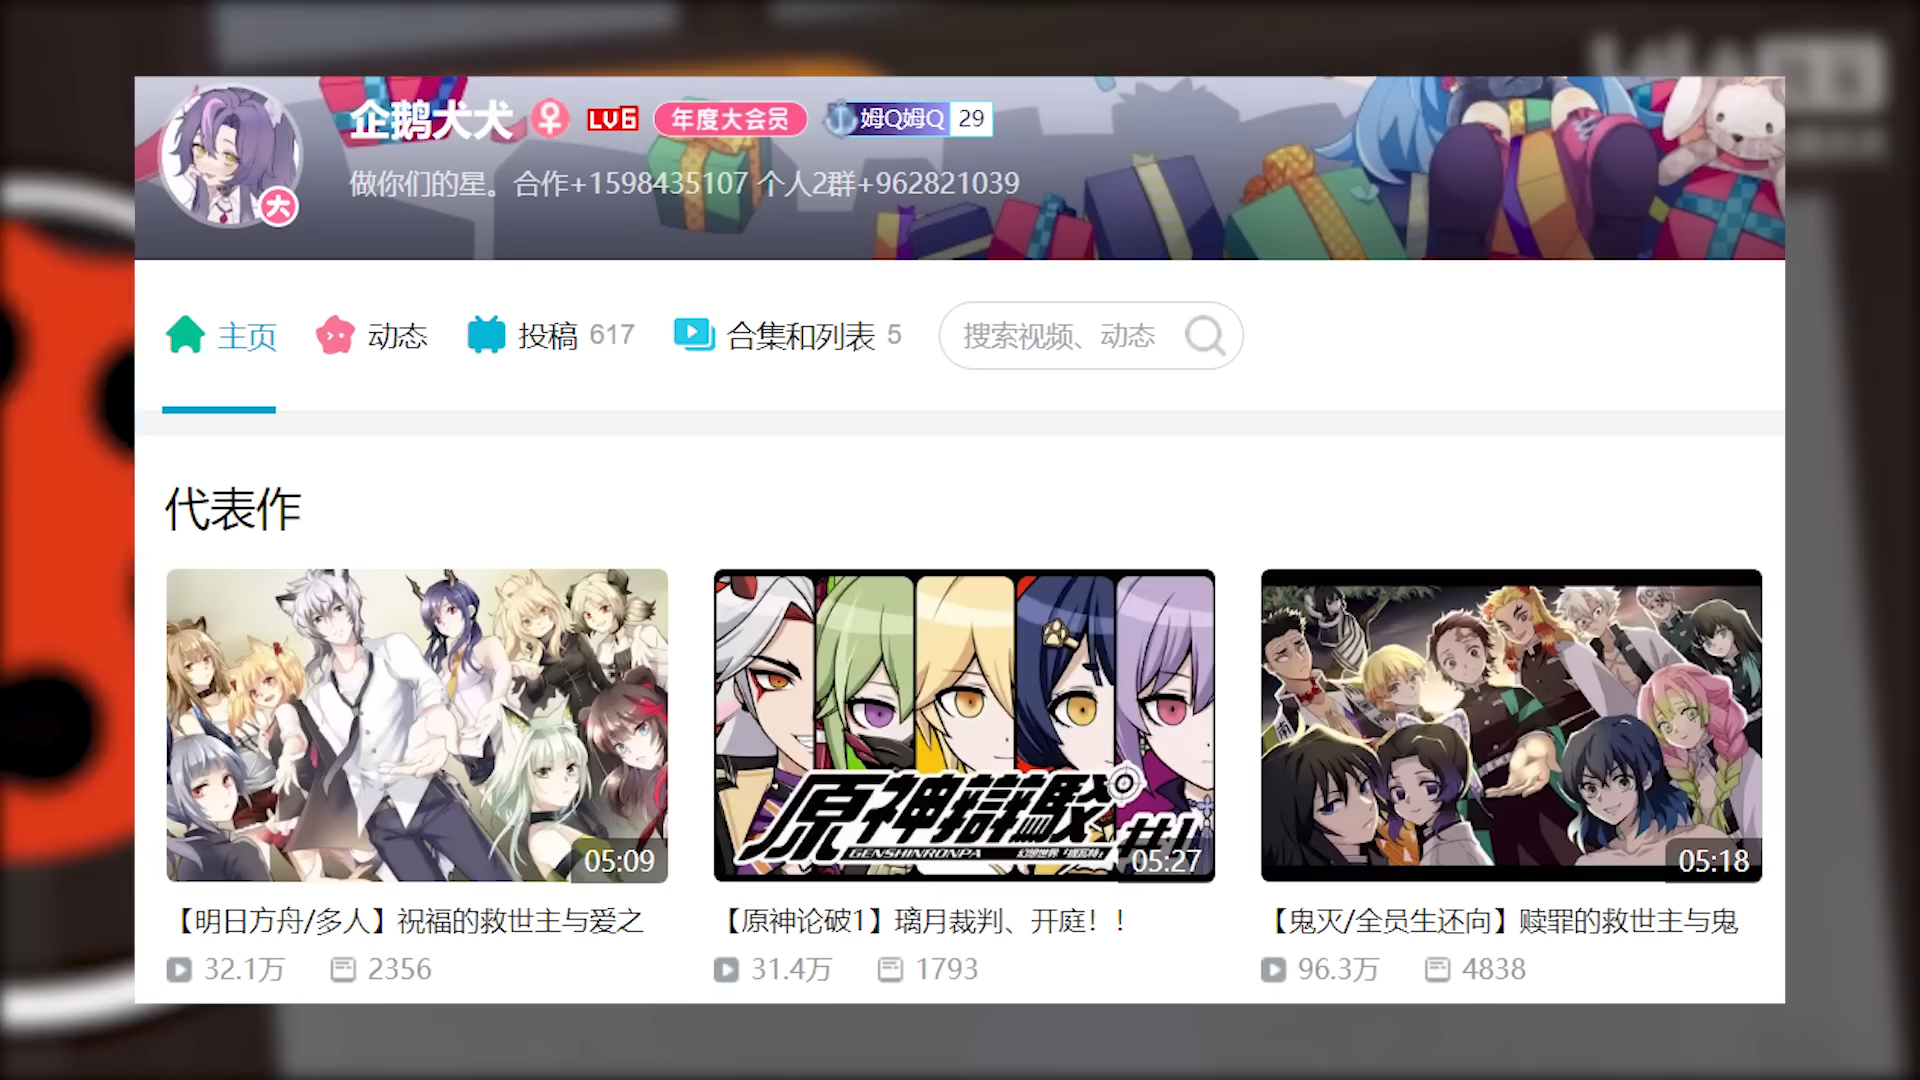 企鹅犬犬 LV6 年度大会员 姆Q姆Q 29
做你们的星。合作+1598435107 个人2群+962821039
大
主页 动态 投稿 617 合集和列表 5 搜索视频、动态
代表作
原神辯駁 #1
GENSHINRONPA
05:09 05:27 05:18
【明日方舟/多人】祝福的救世主与爱之 【原神论破1】璃月裁判、开庭！！ 【鬼灭/全员生还向】赎罪的救世主与鬼
32.1万 2356 31.4万 1793 96.3万 4838